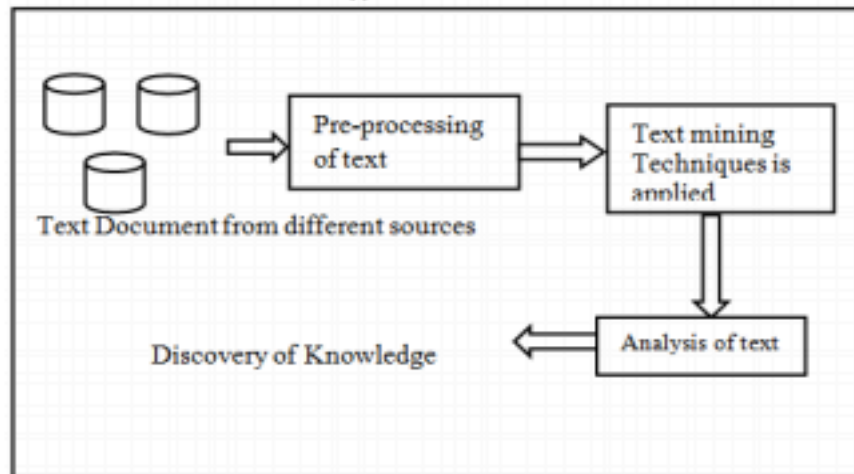 Pre-processing
of text
Text mining
Techniques is
applied
Text Document from different sources
Analysis of text
Discovery of Knowledge